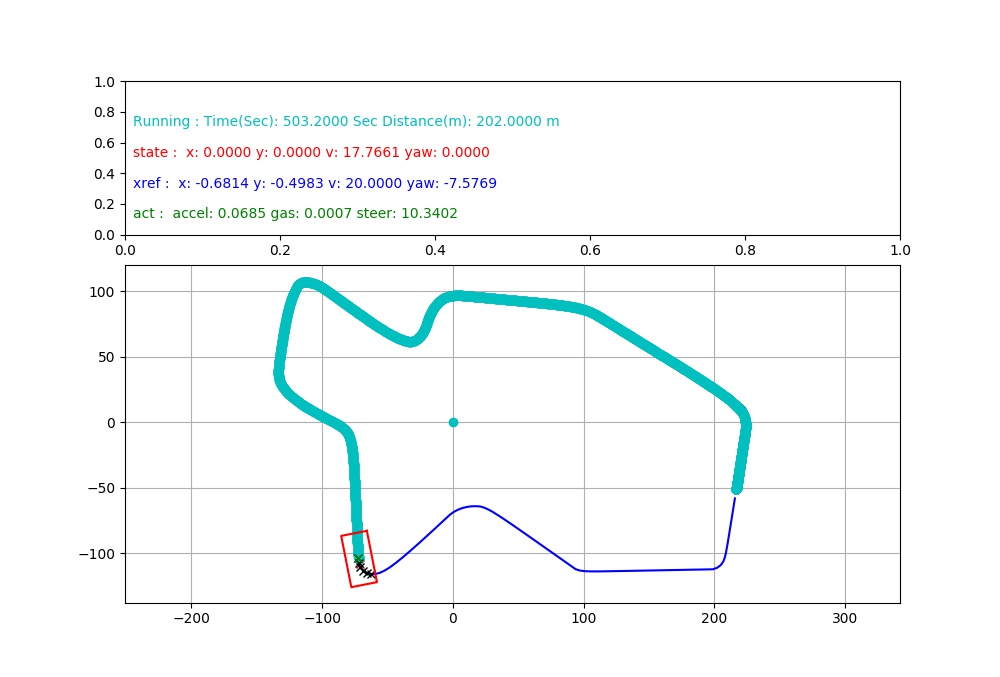 1.0
0.8
0.6
0.4
0.2
0.0
Running : Time(Sec): 503.2000 Sec Distance(m): 202.0000 m
state :  x: 0.0000 y: 0.0000 v: 17.7661 yaw: 0.0000
xref :  x: -0.6814 y: -0.4983 v: 20.0000 yaw: -7.5769
act :  accel: 0.0685 gas: 0.0007 steer: 10.3402
0.0 0.2 0.4 0.6 0.8 1.0
100
50
0
−50
−100
−200 −100 0 100 200 300